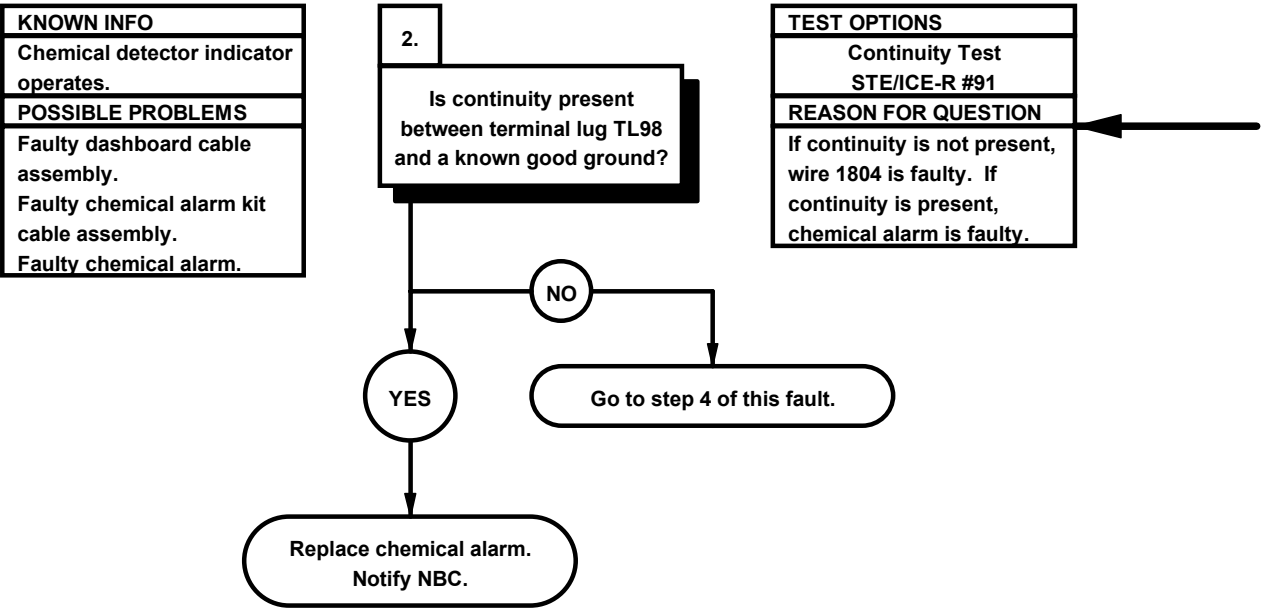 KNOWN INFO
Chemical detector indicator
operates.
POSSIBLE PROBLEMS
Faulty dashboard cable
assembly.
Faulty chemical alarm kit
cable assembly.
Faulty chemical alarm.
2.
Is continuity present
between terminal lug TL98
and a known good ground?
TEST OPTIONS
Continuity Test
STE/ICE-R #91
REASON FOR QUESTION
If continuity is not present,
wire 1804 is faulty.  If
continuity is present,
chemical alarm is faulty.
NO
YES
Go to step 4 of this fault.
Replace chemical alarm.
Notify NBC.